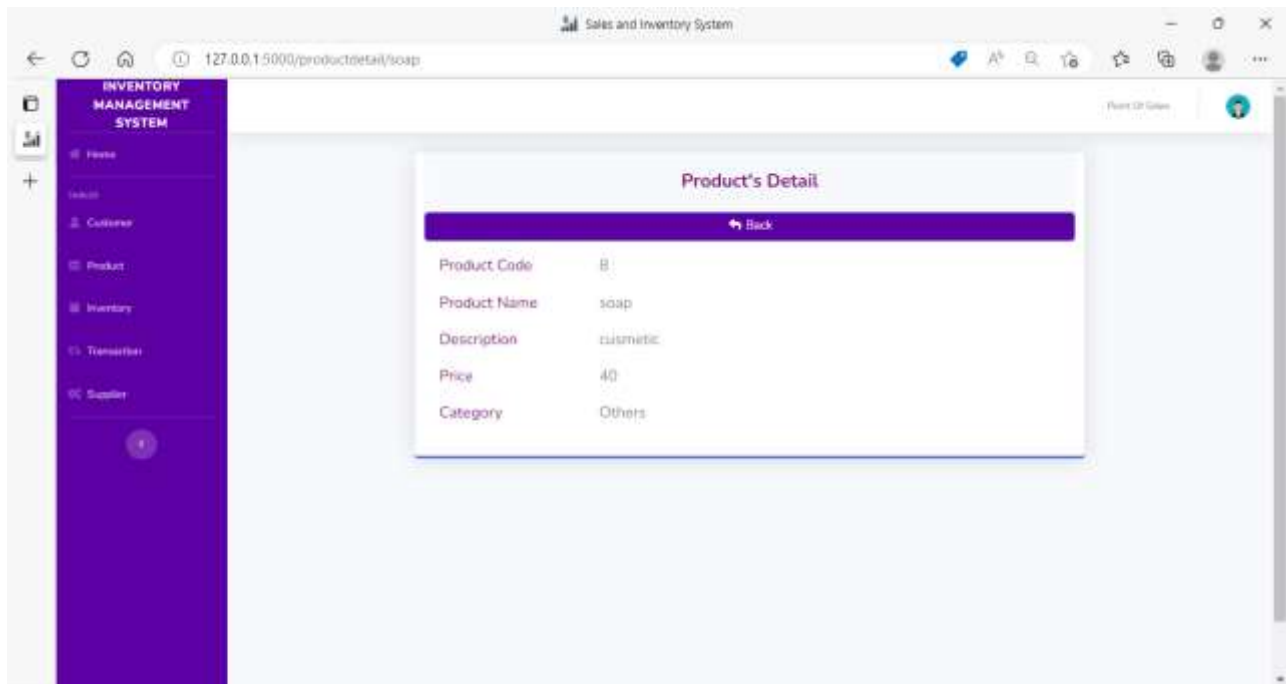 Sales and Inventory System
127.0.0.1:5000/productdetail/soap
INVENTORY
MANAGEMENT
SYSTEM
Point Of Sales
Home
TABLES
Customer
Product
Inventory
Transaction
Supplier
Product's Detail
Back
Product Code
Product Name soap
Description cusmetic
Price 40
Category Others